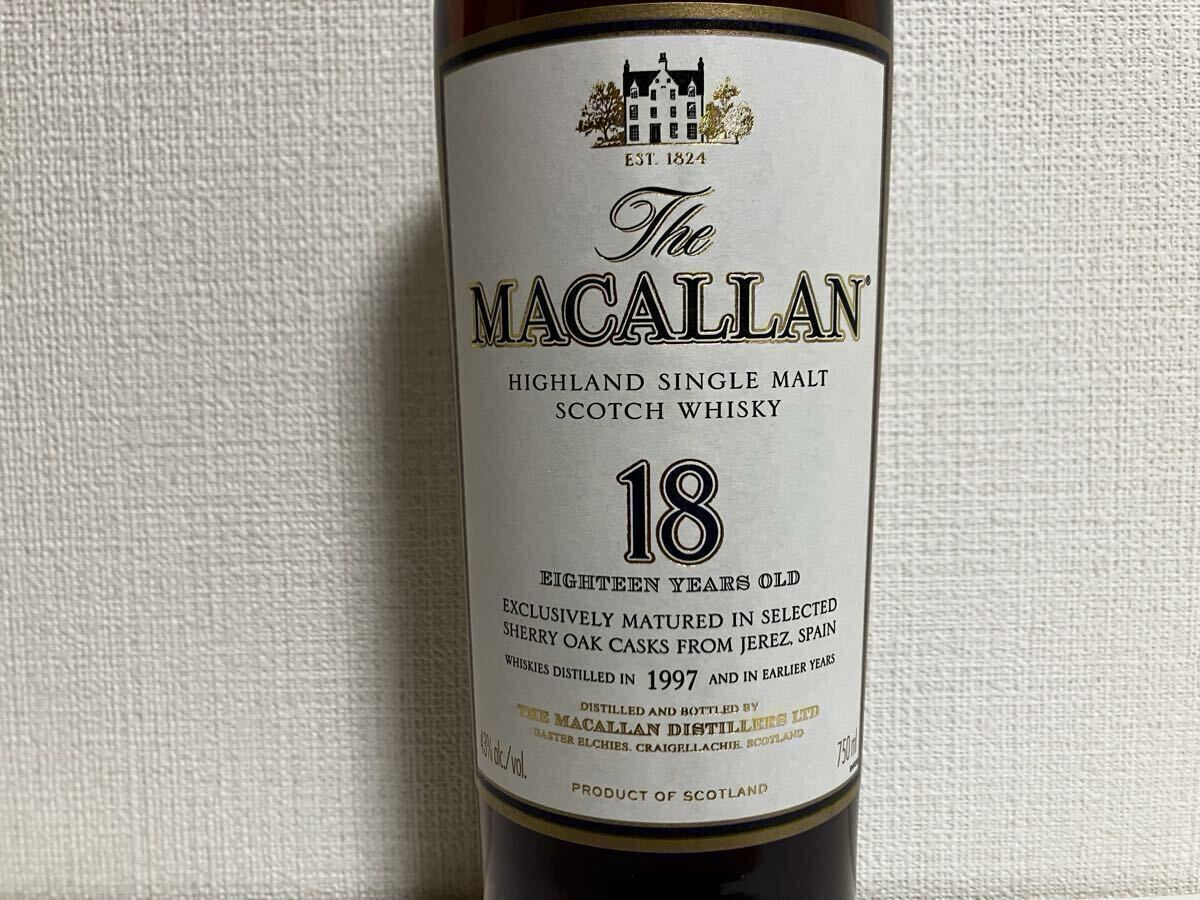 EST. 1824
The
MACALLAN
HIGHLAND SINGLE MALT
SCOTCH WHISKY
18
EIGHTEEN YEARS OLD
EXCLUSIVELY MATURED IN SELECTED
SHERRY OAK CASKS FROM JEREZ, SPAIN
WHISKIES DISTILLED IN 1997 AND IN EARLIER YEARS
DISTILLED AND BOTTLED BY
THE MACALLAN DISTILLERS LTD
EASTER ELCHIES, CRAIGELLACHIE, SCOTLAND
43% alc./vol.
750 ml
PRODUCT OF SCOTLAND